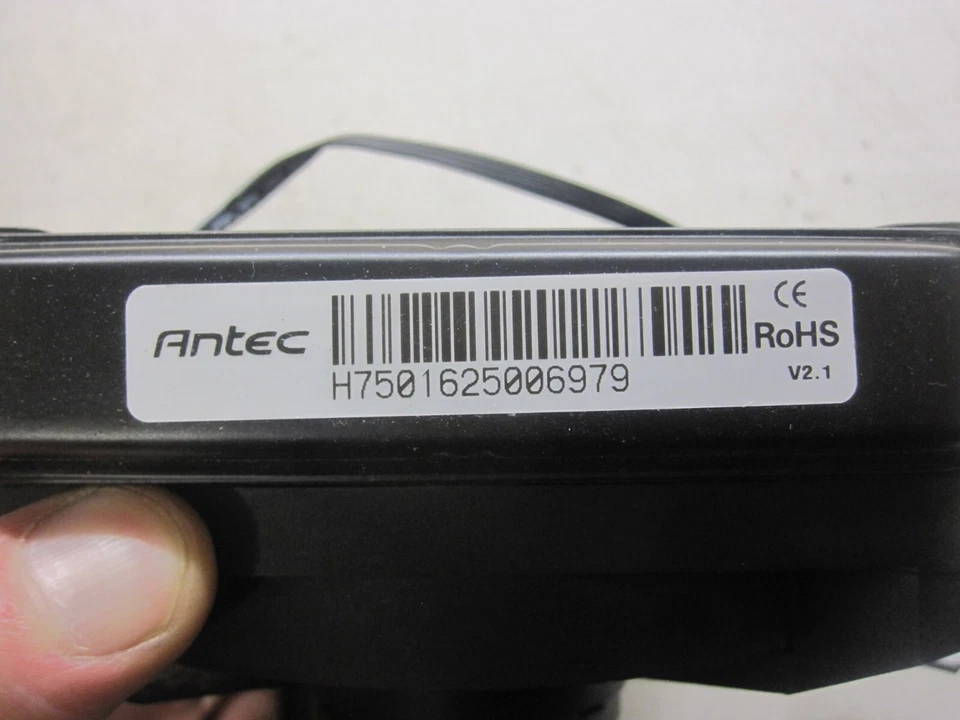 Antec
H7501625006979
CE
RoHS
V2.1